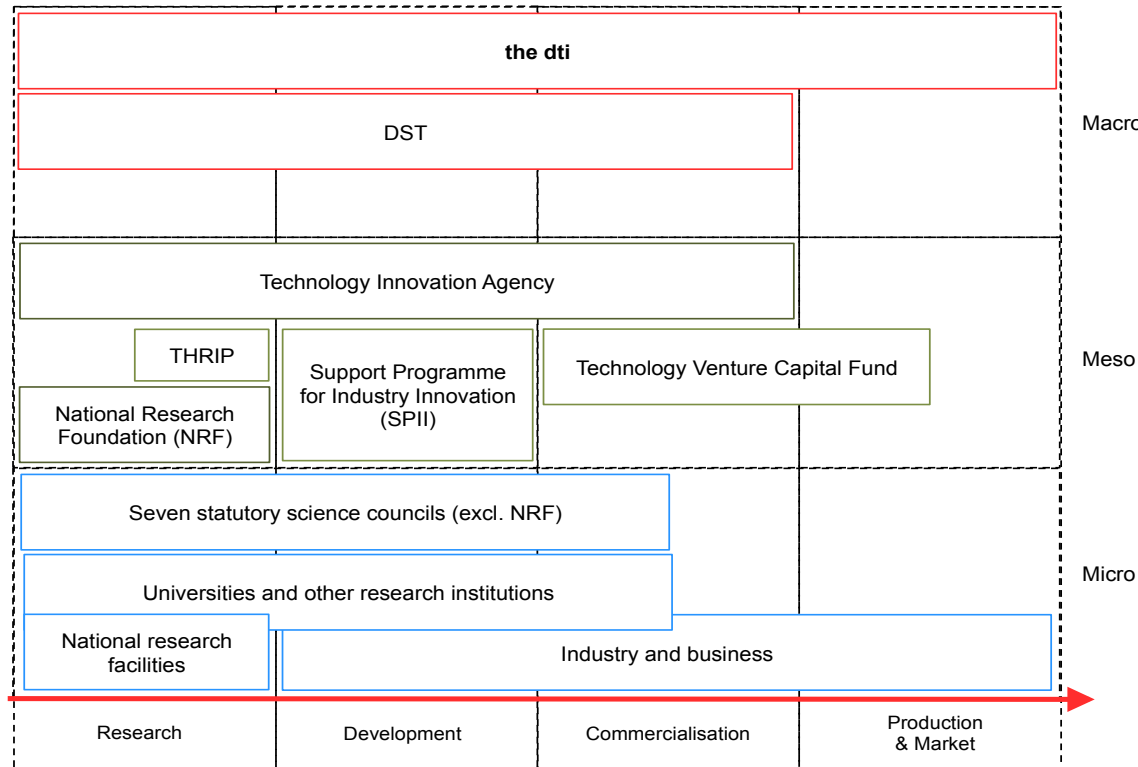 the dti
Macro
DST
Technology Innovation Agency
THRIP
Support Programme
for Industry Innovation
(SPII)
Technology Venture Capital Fund
Meso
National Research
Foundation (NRF)
Seven statutory science councils (excl. NRF)
Universities and other research institutions
Micro
National research
facilities
Industry and business
Research
Development
Commercialisation
Production
& Market